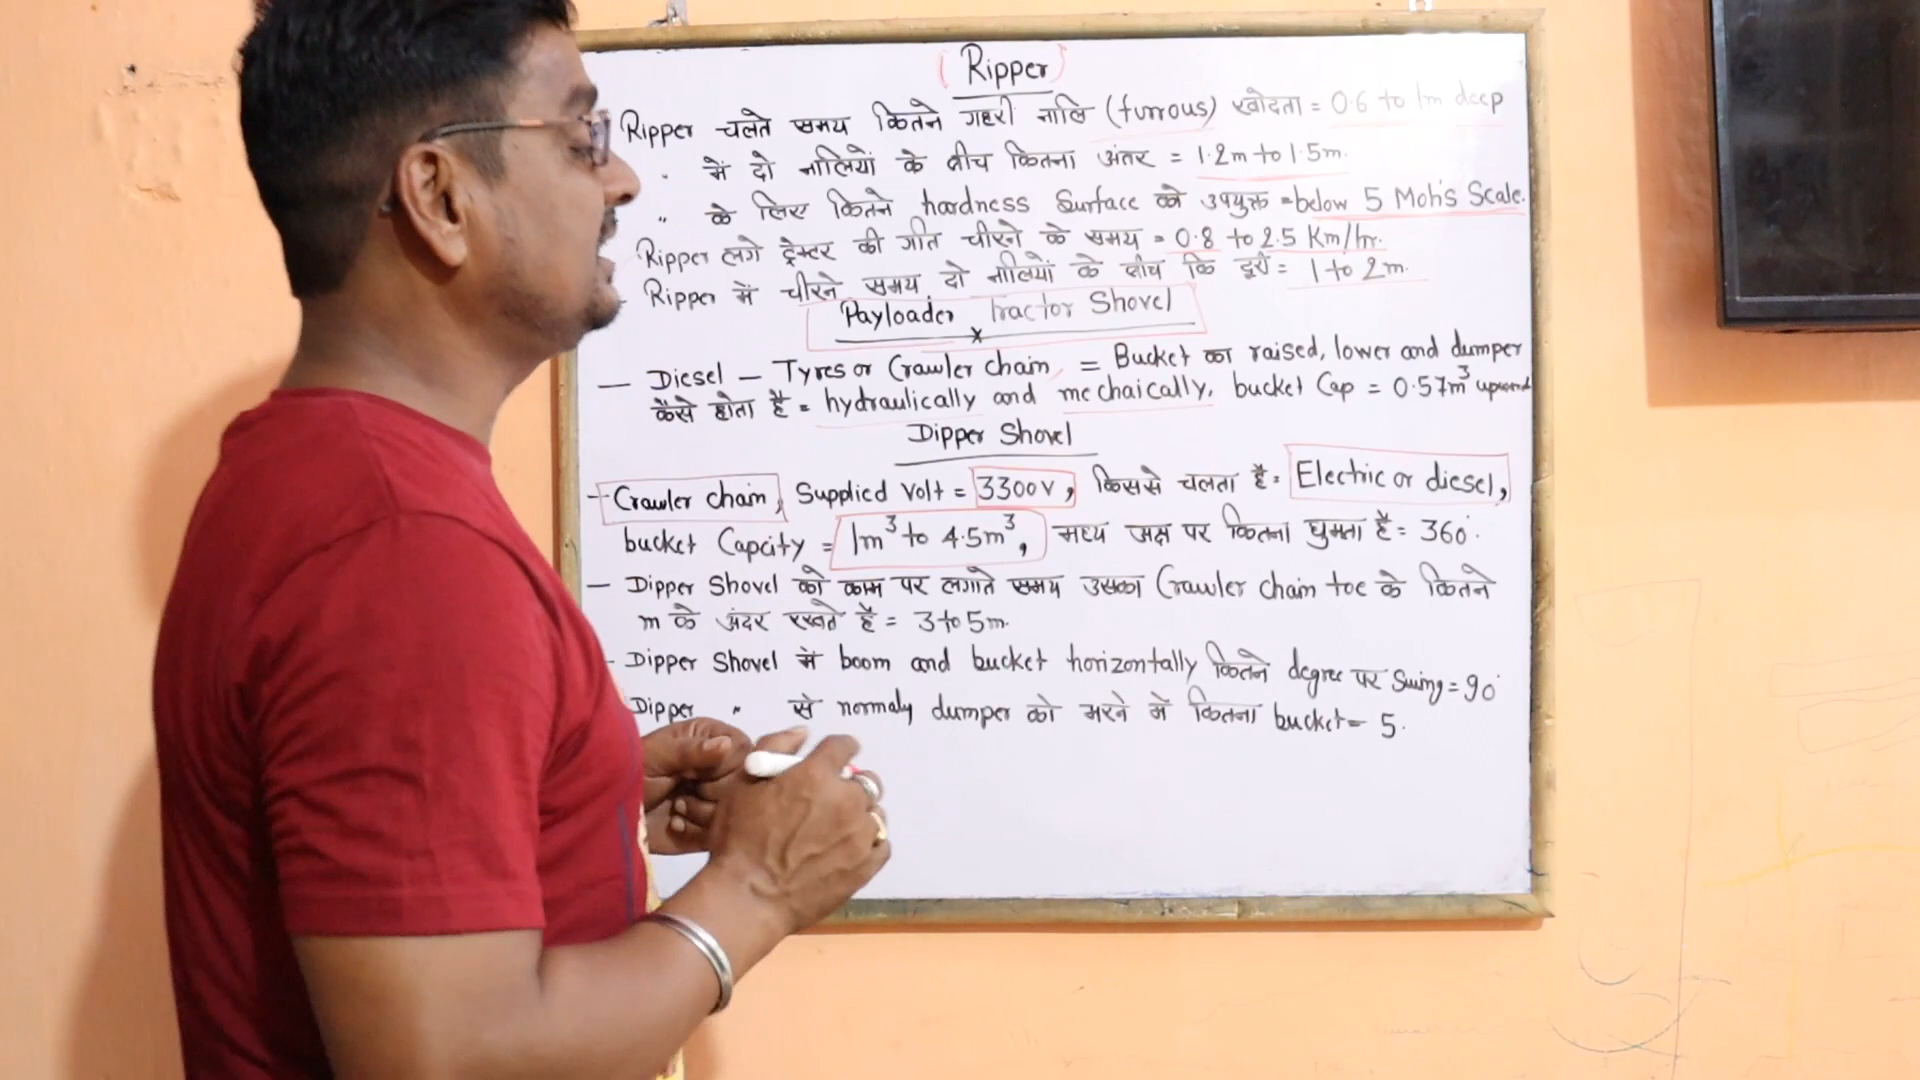 (Ripper)
Ripper चलते समय कितने गहरी नालि (furrous) खोदता = 0.6 to 1m deep
" में दो नालियों के बीच कितना अंतर = 1.2m to 1.5m.
" के लिए कितने hardness Surface को उपयुक्त = below 5 Moh's Scale.
Ripper लगे ट्रेक्टर की गति चीरने के समय = 0.8 to 2.5 Km/hr.
- Ripper में चीरने समय दो नालियों के बीच कि दूरी = 1 to 2m.
Payloader Tractor Shovel
— Diesel — Tyres or Crawler chain = Bucket का raised, lower and dumper
कैसे होता है = hydraulically and mechaically, bucket Cap = 0.57m³ upward
Dipper Shovel
- Crawler chain, Supplied Volt = 3300V, किससे चलता है = Electric or diesel,
bucket Capcity = 1m³ to 4.5m³, मध्य अक्ष पर कितना घुमता है = 360°.
— Dipper Shovel को काम पर लगाते समय उसका Crawler chain toe के कितने
m के अंदर रखते है = 3 to 5m.
- Dipper Shovel में boom and bucket horizontally कितने degree पर Swing = 90°
Dipper " से normaly dumper को भरने में कितना bucket = 5.